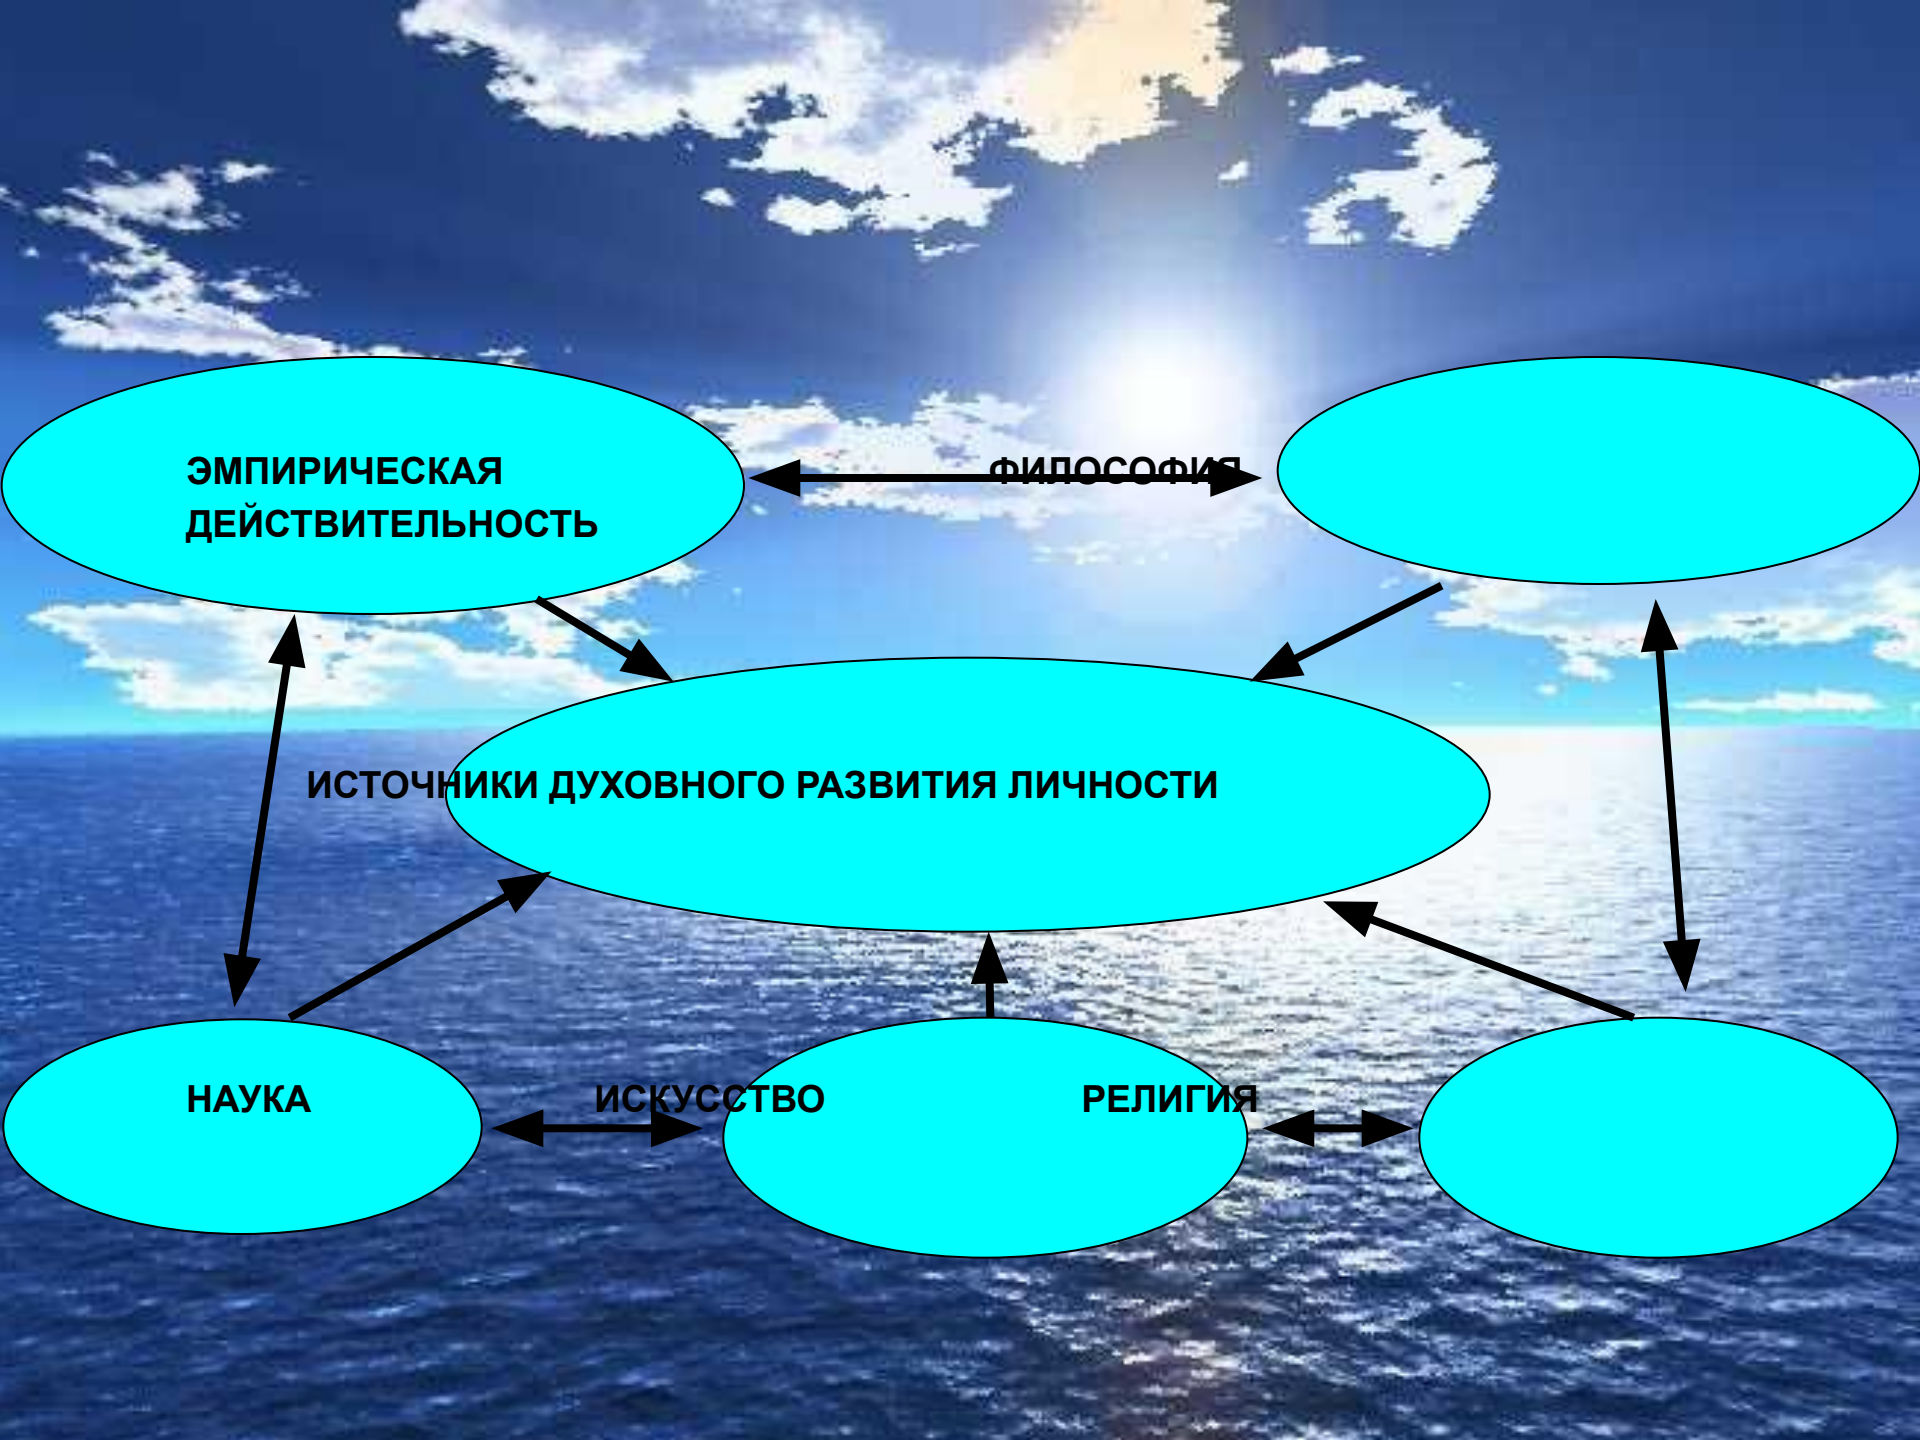 ЭМПИРИЧЕСКАЯ ФИЛОСОФИЯ
ДЕЙСТВИТЕЛЬНОСТЬ
ИСТОЧНИКИ ДУХОВНОГО РАЗВИТИЯ ЛИЧНОСТИ
НАУКА ИСКУССТВО РЕЛИГИЯ